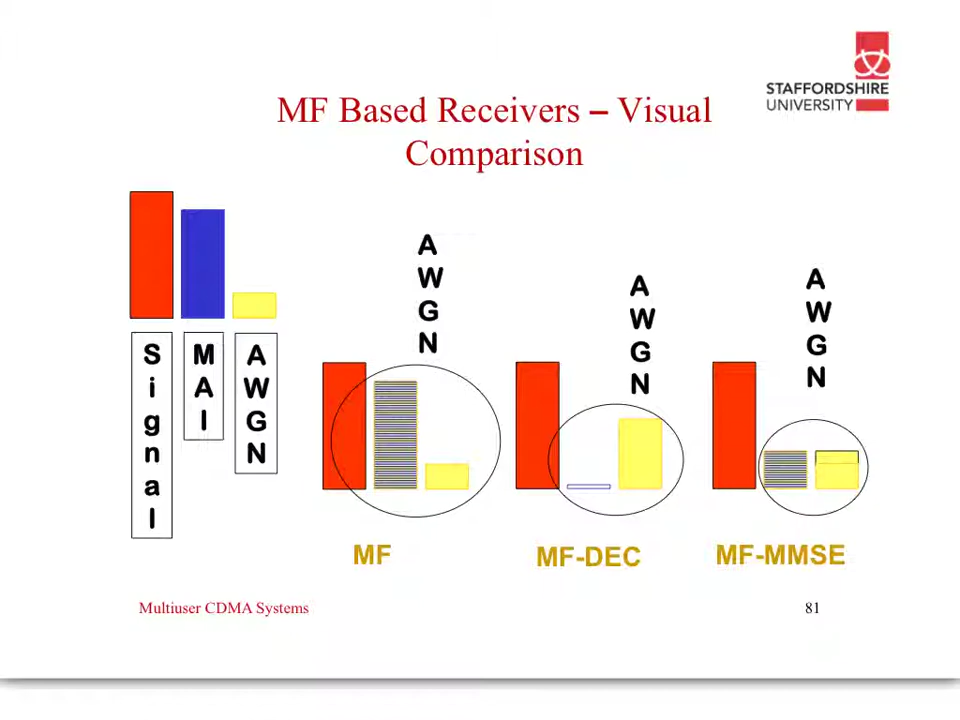 STAFFORDSHIRE
UNIVERSITY
MF Based Receivers – Visual
Comparison
Signal
MAI
AWGN
AWGN
AWGN
AWGN
MF
MF-DEC
MF-MMSE
Multiuser CDMA Systems
81